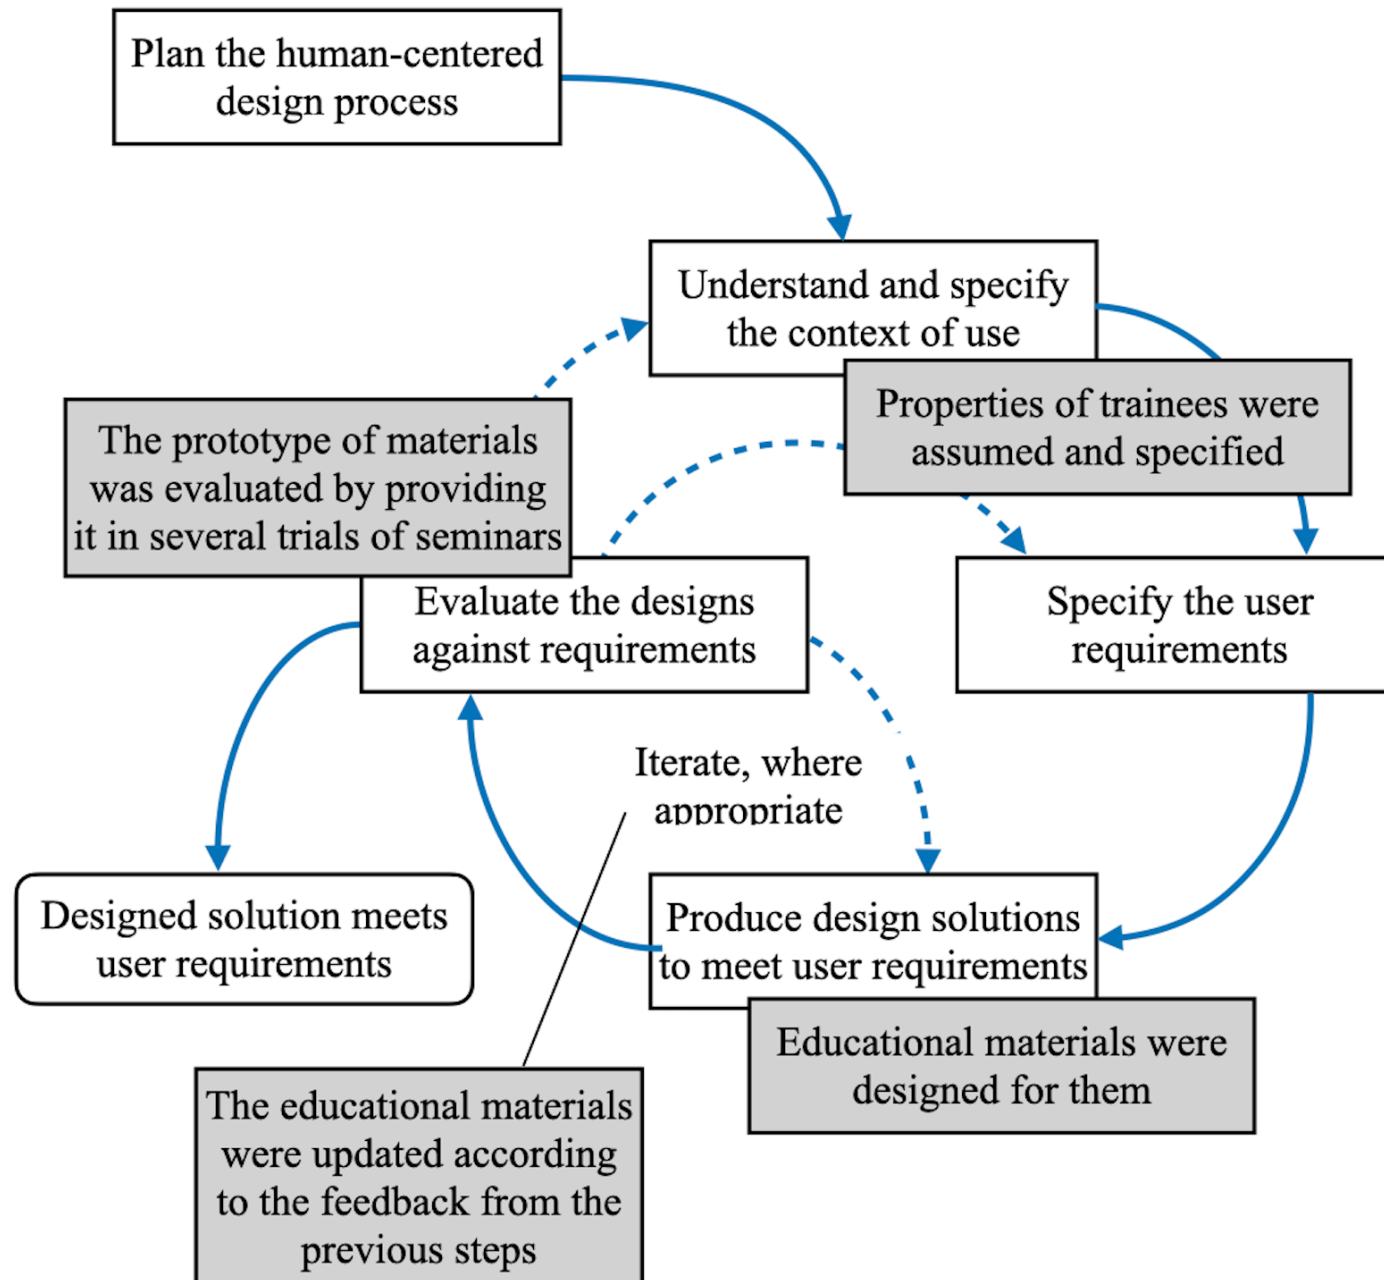 Plan the human-centered
design process
Understand and specify
the context of use
Properties of trainees were
assumed and specified
The prototype of materials
was evaluated by providing
it in several trials of seminars
Evaluate the designs
against requirements
Specify the user
requirements
Iterate, where
appropriate
Designed solution meets
user requirements
Produce design solutions
to meet user requirements
Educational materials were
designed for them
The educational materials
were updated according
to the feedback from the
previous steps